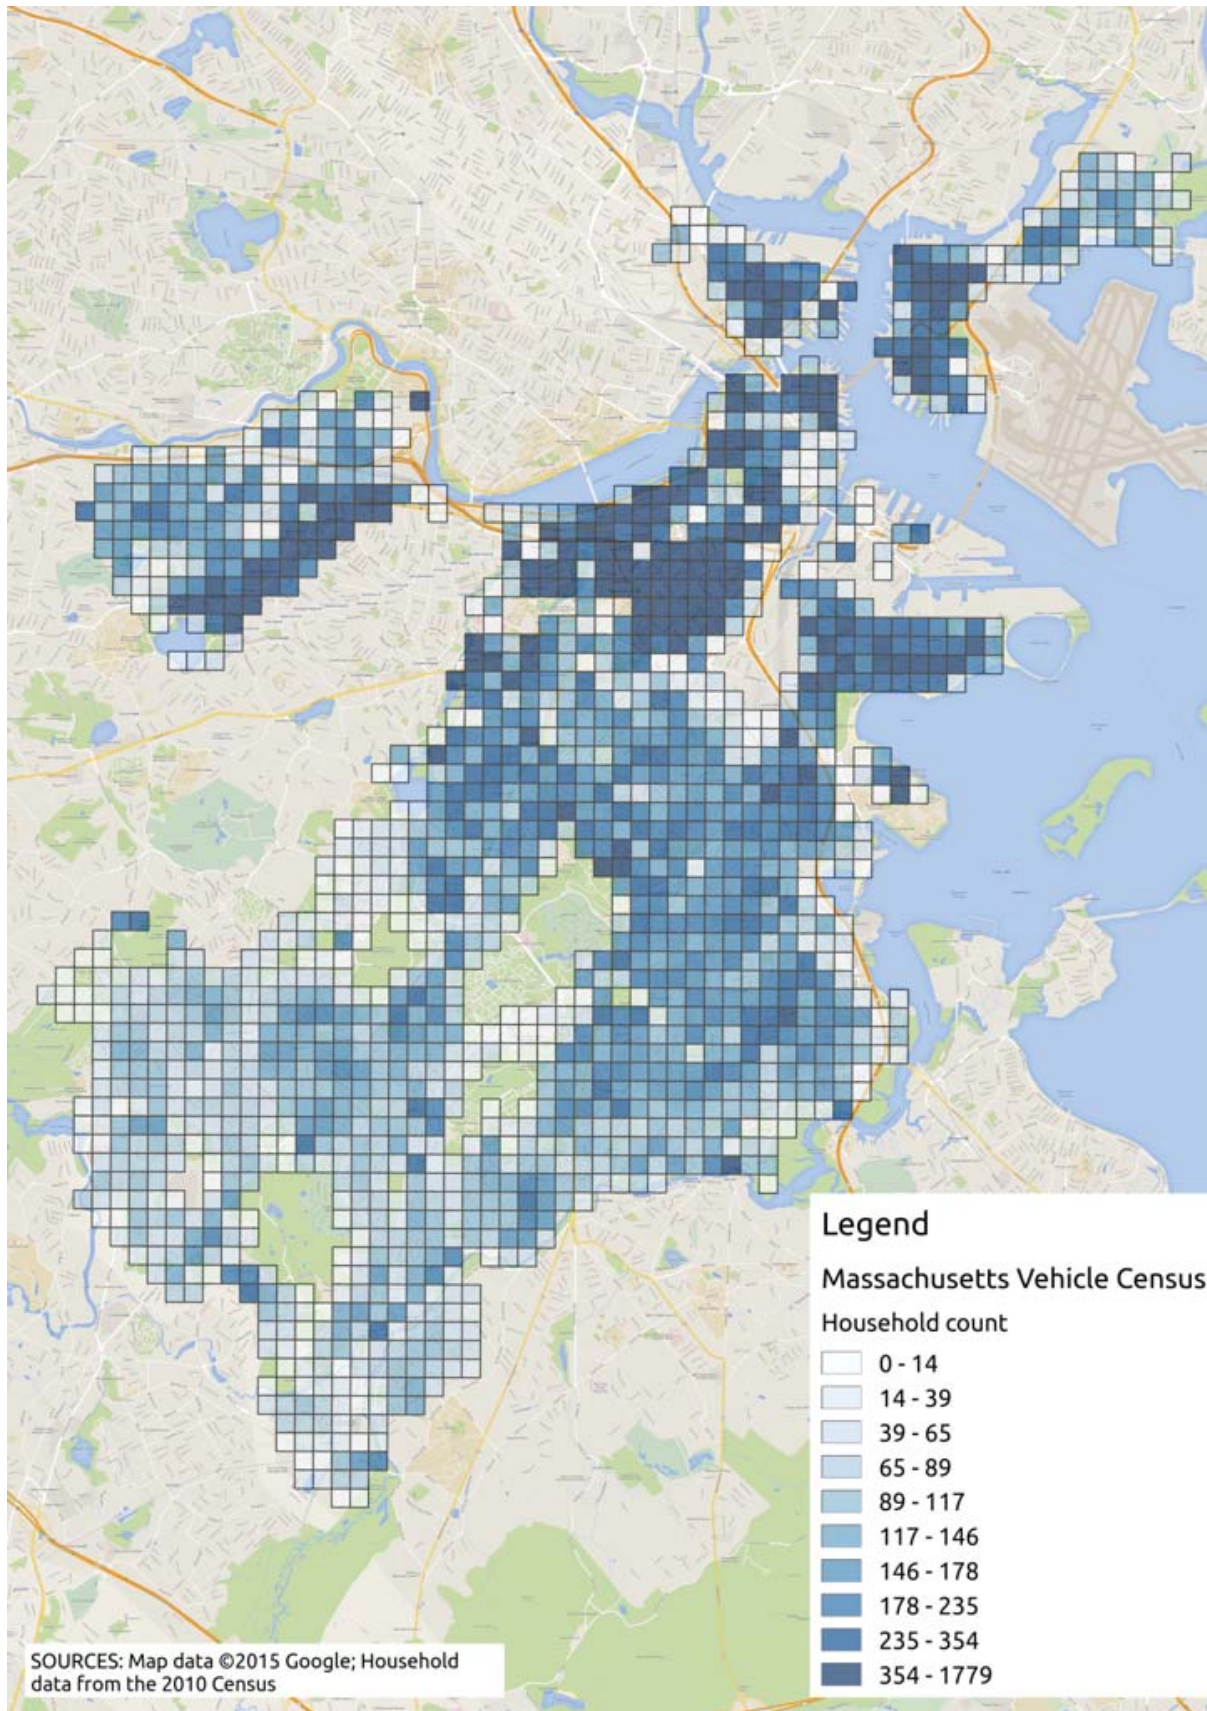 Legend
Massachusetts Vehicle Census
Household count
0 - 14
14 - 39
39 - 65
65 - 89
89 - 117
117 - 146
146 - 178
178 - 235
235 - 354
354 - 1779
SOURCES: Map data ©2015 Google; Household
data from the 2010 Census